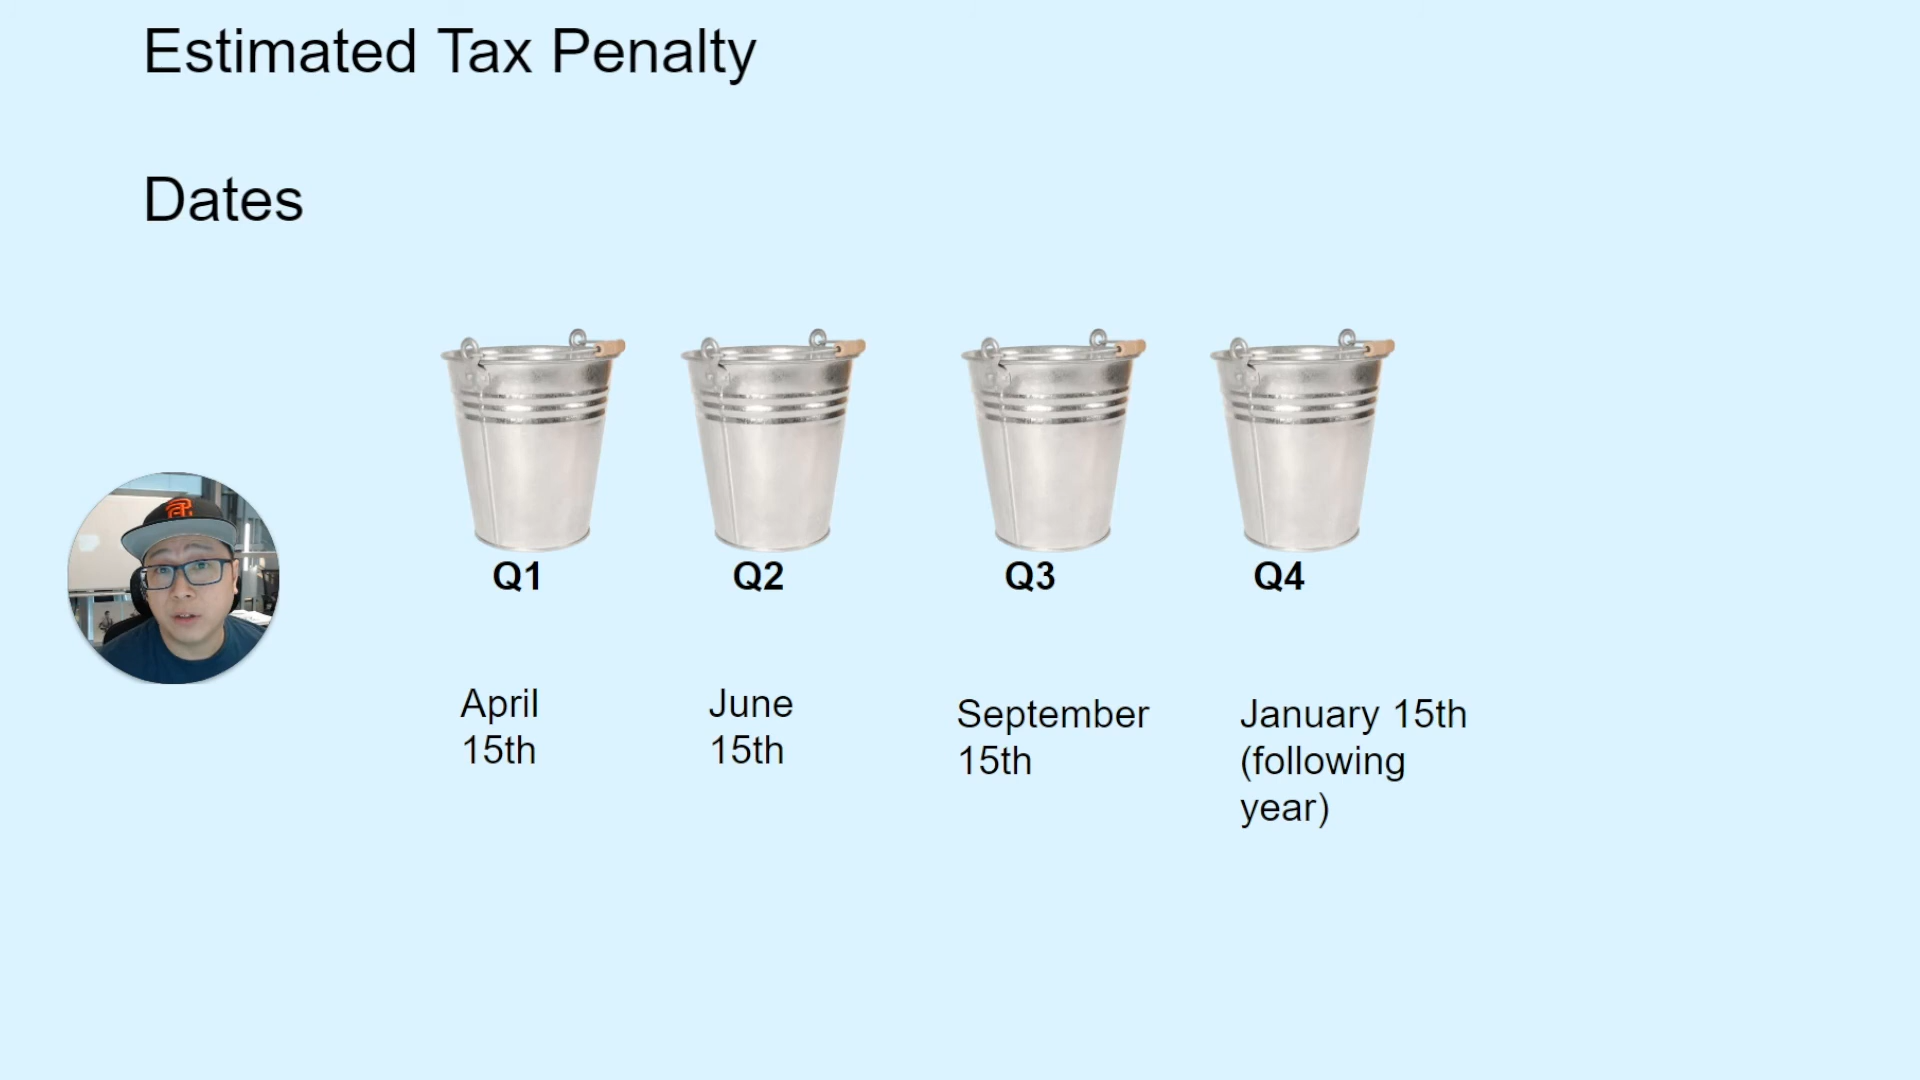 Estimated Tax Penalty
Dates
Q1
Q2
Q3
Q4
April
15th
June
15th
September
15th
January 15th
(following
year)